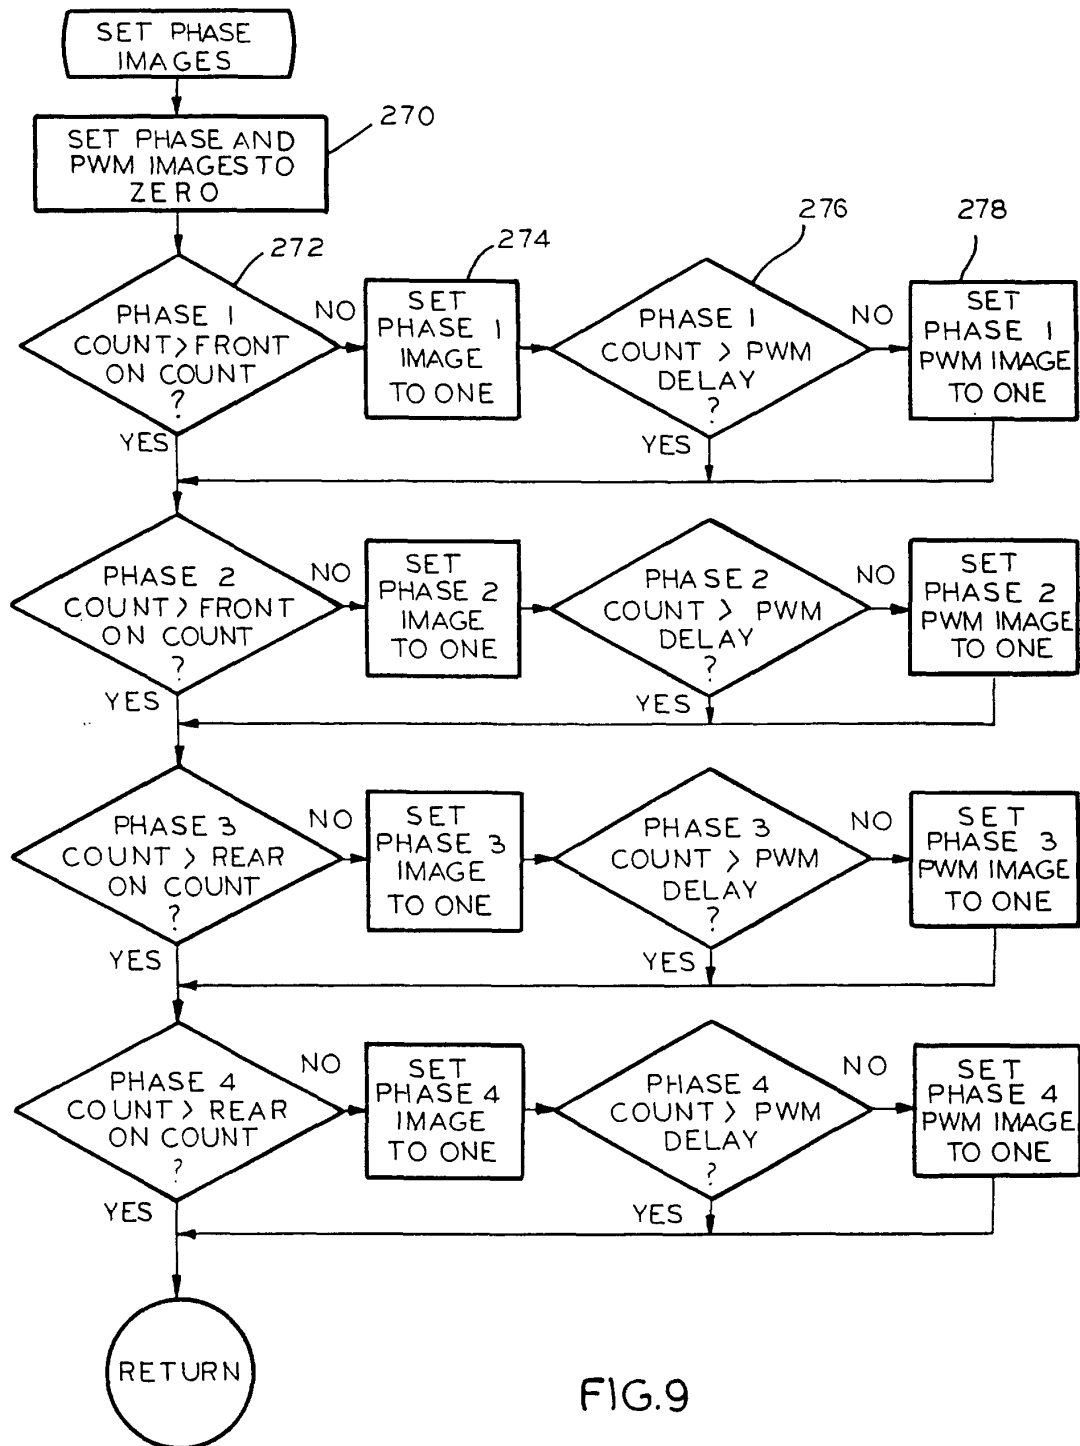 SET PHASE
IMAGES
270
SET PHASE AND
PWM IMAGES TO
ZERO
272
274
276
278
PHASE 1
COUNT > FRONT
ON COUNT
?
NO
YES
SET
PHASE 1
IMAGE
TO ONE
PHASE 1
COUNT > PWM
DELAY
?
NO
YES
SET
PHASE 1
PWM IMAGE
TO ONE
PHASE 2
COUNT > FRONT
ON COUNT
?
NO
YES
SET
PHASE 2
IMAGE
TO ONE
PHASE 2
COUNT > PWM
DELAY
?
NO
YES
SET
PHASE 2
PWM IMAGE
TO ONE
PHASE 3
COUNT > REAR
ON COUNT
?
NO
YES
SET
PHASE 3
IMAGE
TO ONE
PHASE 3
COUNT > PWM
DELAY
?
NO
YES
SET
PHASE 3
PWM IMAGE
TO ONE
PHASE 4
COUNT > REAR
ON COUNT
?
NO
YES
SET
PHASE 4
IMAGE
TO ONE
PHASE 4
COUNT > PWM
DELAY
?
NO
YES
SET
PHASE 4
PWM IMAGE
TO ONE
RETURN
FIG.9